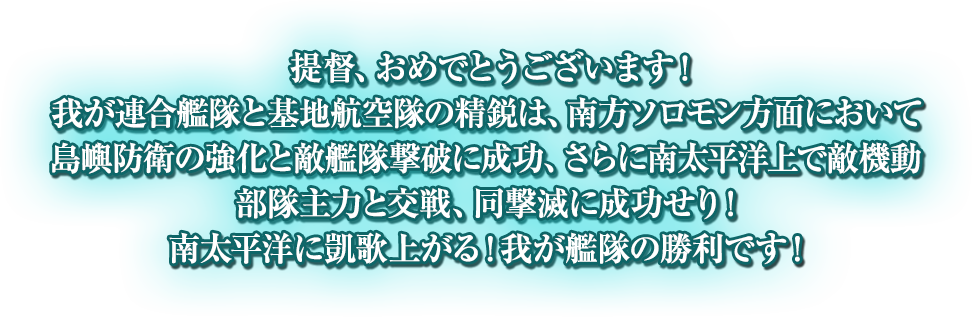 提督、おめでとうございます!
我が連合艦隊と基地航空隊の精鋭は、南方ソロモン方面において
島嶼防衛の強化と敵艦隊撃破に成功、さらに南太平洋上で敵機動
部隊主力と交戦、同撃滅に成功せり!
南太平洋に凱歌上がる!我が艦隊の勝利です!